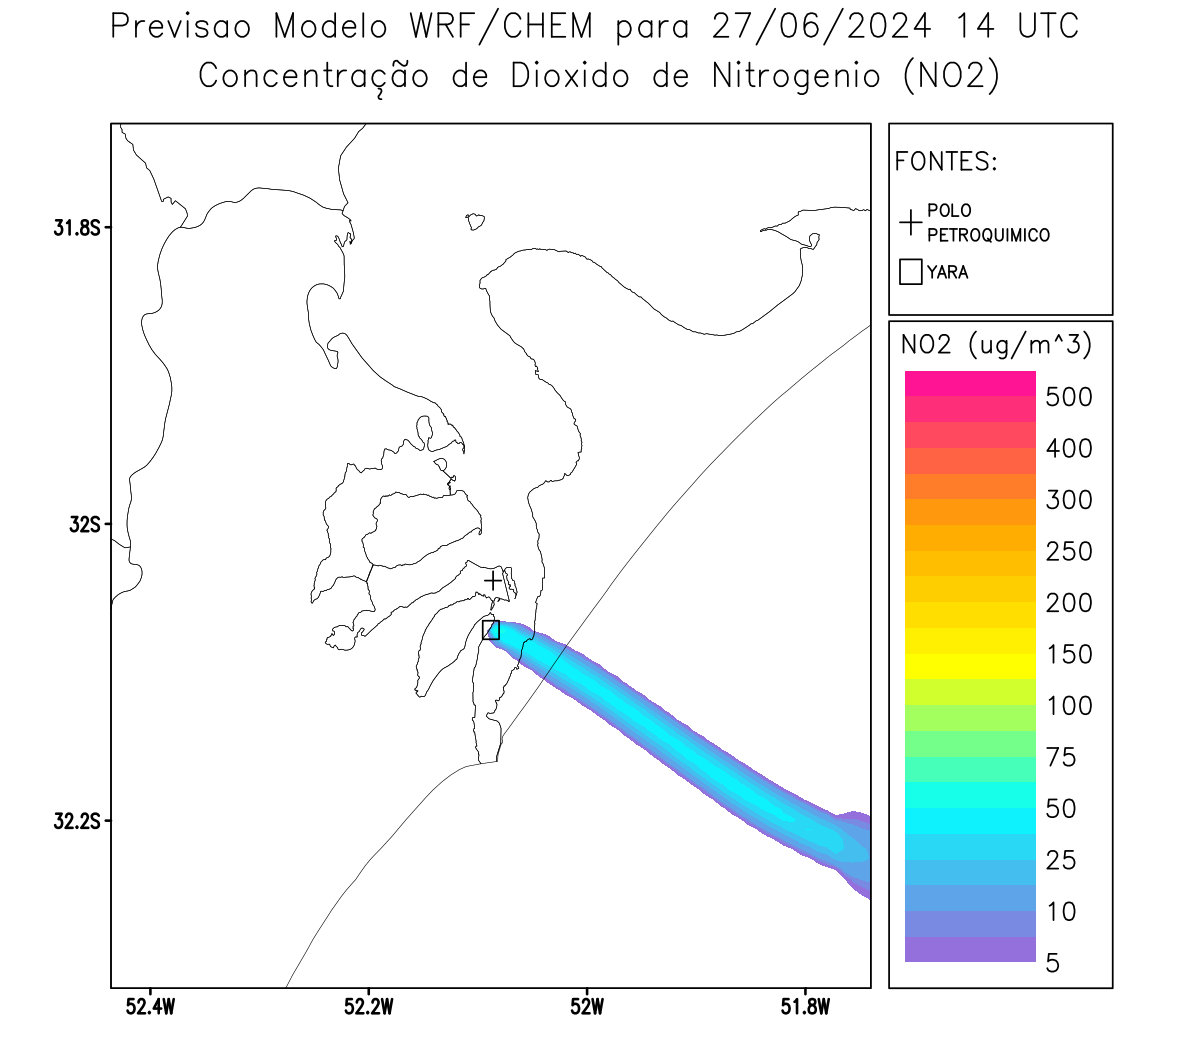 Previsao Modelo WRF/CHEM para 27/06/2024 14 UTC
Concentração de Dioxido de Nitrogenio (NO2)
FONTES:
POLO
PETROQUIMICO
YARA
NO2 (ug/m^3)
500
400
300
250
200
150
100
75
50
25
10
5
31.8S
32S
32.2S
52.4W
52.2W
52W
51.8W